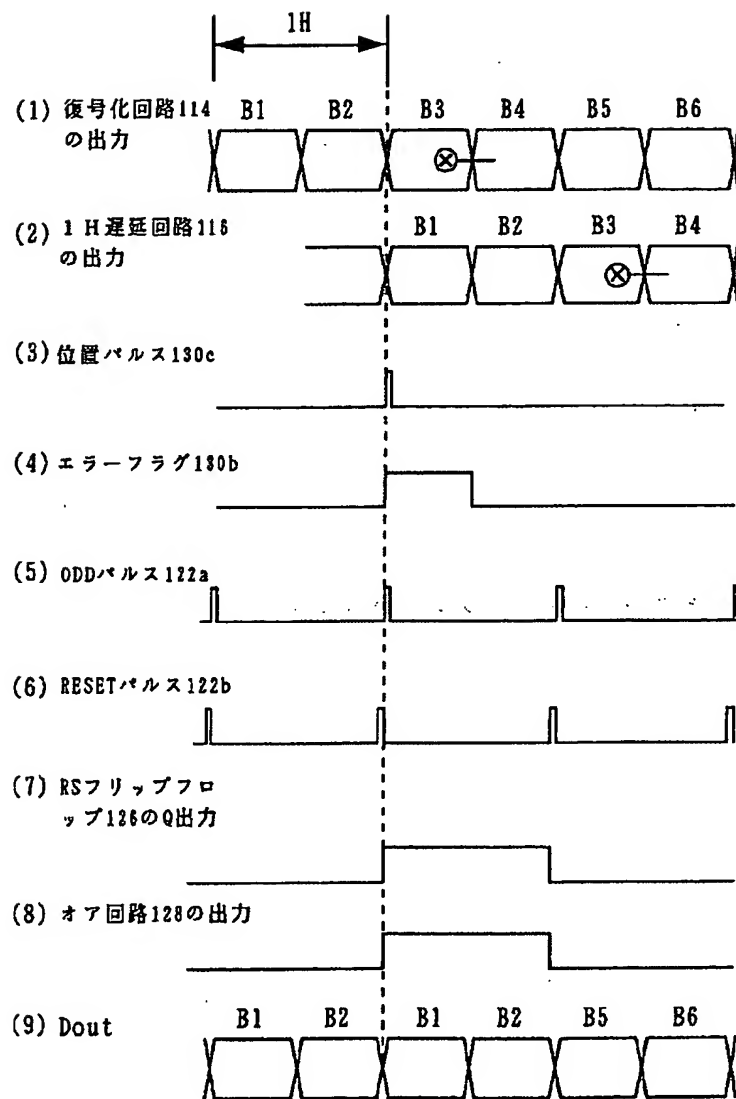 1H
(1) 復号化回路114
の出力
B1 B2 B3 B4 B5 B6
(2) 1H遅延回路116
の出力
B1 B2 B3 B4
(3) 位置パルス130c
(4) エラーフラグ130b
(5) ODDパルス122a
(6) RESETパルス122b
(7) RSフリップフロ
ップ126のQ出力
(8) オア回路128の出力
(9) Dout
B1 B2 B1 B2 B5 B6